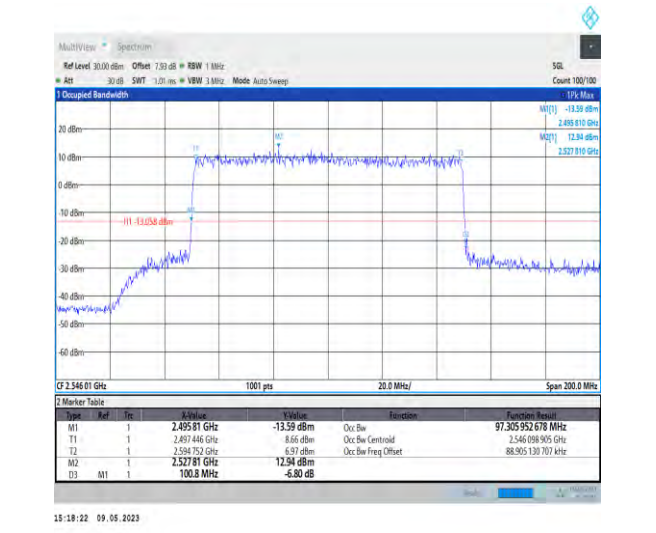 MultiView Spectrum
Ref Level 30.00 dBm Offset 7.93 dB RBW 1 MHz SGL
Att 30 dB SWT 1.01 ms VBW 3 MHz Mode Auto Sweep Count 100/100
1 Occupied Bandwidth 1Pk Max
M1[1] -13.59 dBm
2.495 810 GHz
M2[1] 12.94 dBm
2.527 810 GHz
20 dBm
M2
T1
T2
10 dBm
0 dBm
-10 dBm
M1
H1 -13.058 dBm
-20 dBm
-30 dBm
-40 dBm
-50 dBm
-60 dBm
CF 2.546 01 GHz 1001 pts 20.0 MHz/ Span 200.0 MHz
2 Marker Table
Type Ref Trc X-Value Y-Value Function Function Result
M1 1 2.495 81 GHz -13.59 dBm Occ Bw 97.305 952 678 MHz
T1 1 2.497 446 GHz 8.66 dBm Occ Bw Centroid 2.546 098 905 GHz
T2 1 2.594 752 GHz 6.97 dBm Occ Bw Freq Offset 88.905 130 707 kHz
M2 1 2.527 81 GHz 12.94 dBm
D3 M1 1 100.8 MHz -6.80 dB
15:18:22 09.05.2023